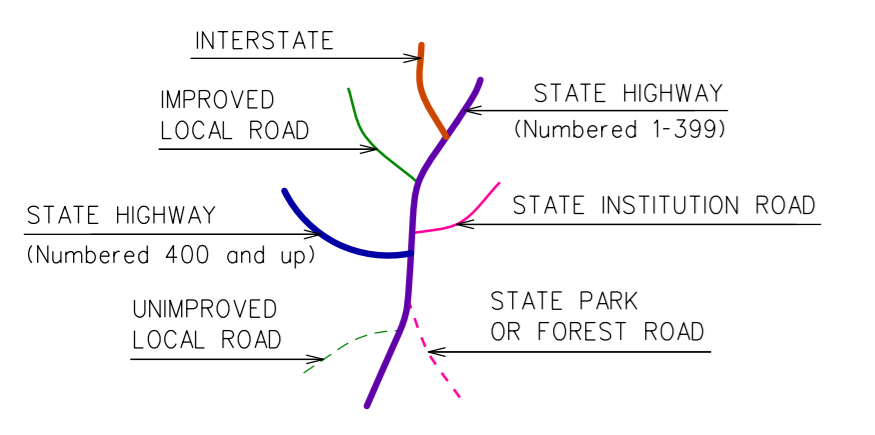 INTERSTATE
IMPROVED
LOCAL ROAD
STATE HIGHWAY
(Numbered 1-399)
STATE HIGHWAY
(Numbered 400 and up)
STATE INSTITUTION ROAD
UNIMPROVED
LOCAL ROAD
STATE PARK
OR FOREST ROAD